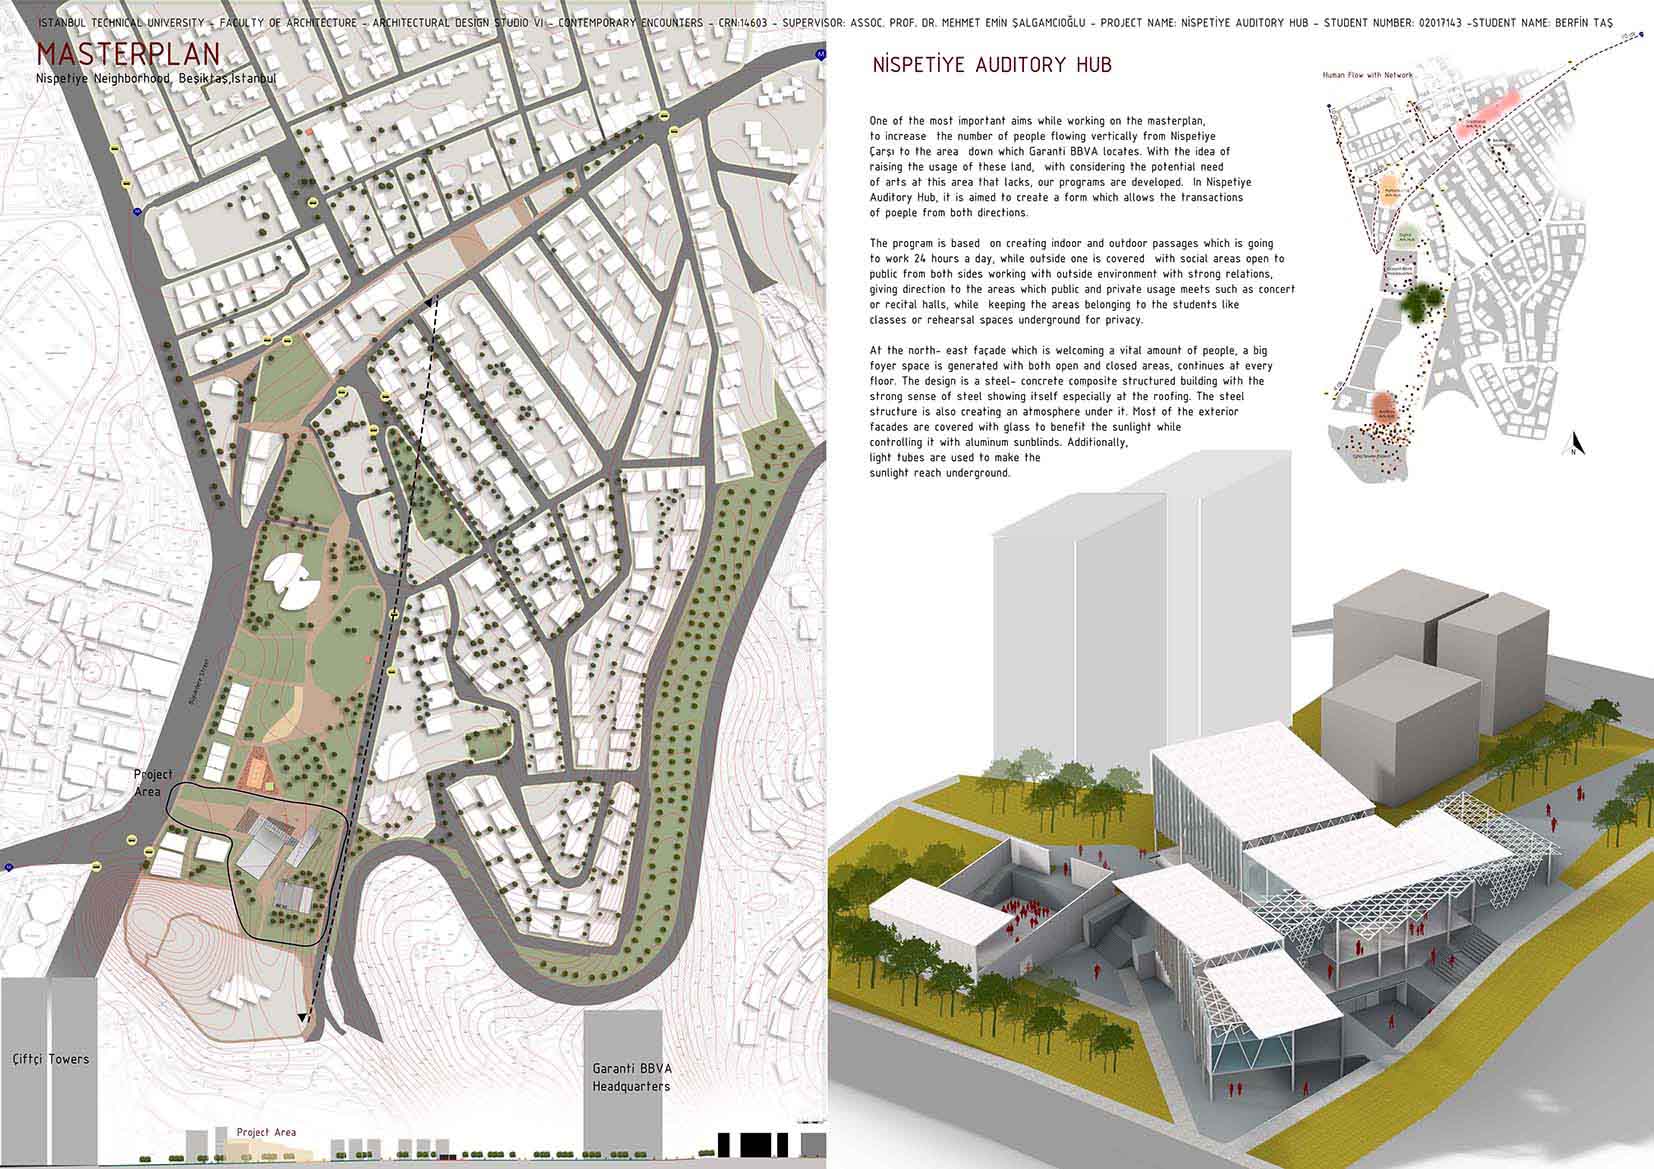 ISTANBUL TECHNICAL UNIVERSITY - FACULTY OF ARCHITECTURE - ARCHITECTURAL DESIGN STUDIO VI - CONTEMPORARY ENCOUNTERS - CRN:14603 - SUPERVISOR: ASSOC. PROF. DR. MEHMET EMİN ŞALGAMCIOĞLU - PROJECT NAME: NİSPETİYE AUDITORY HUB - STUDENT NUMBER: 02017143 -STUDENT NAME: BERFİN TAŞ
MASTERPLAN
Nispetiye Neighborhood, Beşiktaş,İstanbul
Project
Area
Çiftçi Towers
Garanti BBVA
Headquarters
Project Area
NİSPETİYE AUDITORY HUB
One of the most important aims while working on the masterplan,
to increase the number of people flowing vertically from Nispetiye
Çarşı to the area down which Garanti BBVA locates. With the idea of
raising the usage of these land, with considering the potential need
of arts at this area that lacks, our programs are developed. In Nispetiye
Auditory Hub, it is aimed to create a form which allows the transactions
of poeple from both directions.
The program is based on creating indoor and outdoor passages which is going
to work 24 hours a day, while outside one is covered with social areas open to
public from both sides working with outside environment with strong relations,
giving direction to the areas which public and private usage meets such as concert
or recital halls, while keeping the areas belonging to the students like
classes or rehearsal spaces underground for privacy.
At the north- east façade which is welcoming a vital amount of people, a big
foyer space is generated with both open and closed areas, continues at every
floor. The design is a steel- concrete composite structured building with the
strong sense of steel showing itself especially at the roofing. The steel
structure is also creating an atmosphere under it. Most of the exterior
facades are covered with glass to benefit the sunlight while
controlling it with aluminum sunblinds. Additionally,
light tubes are used to make the
sunlight reach underground.
Human Flow with Network
N